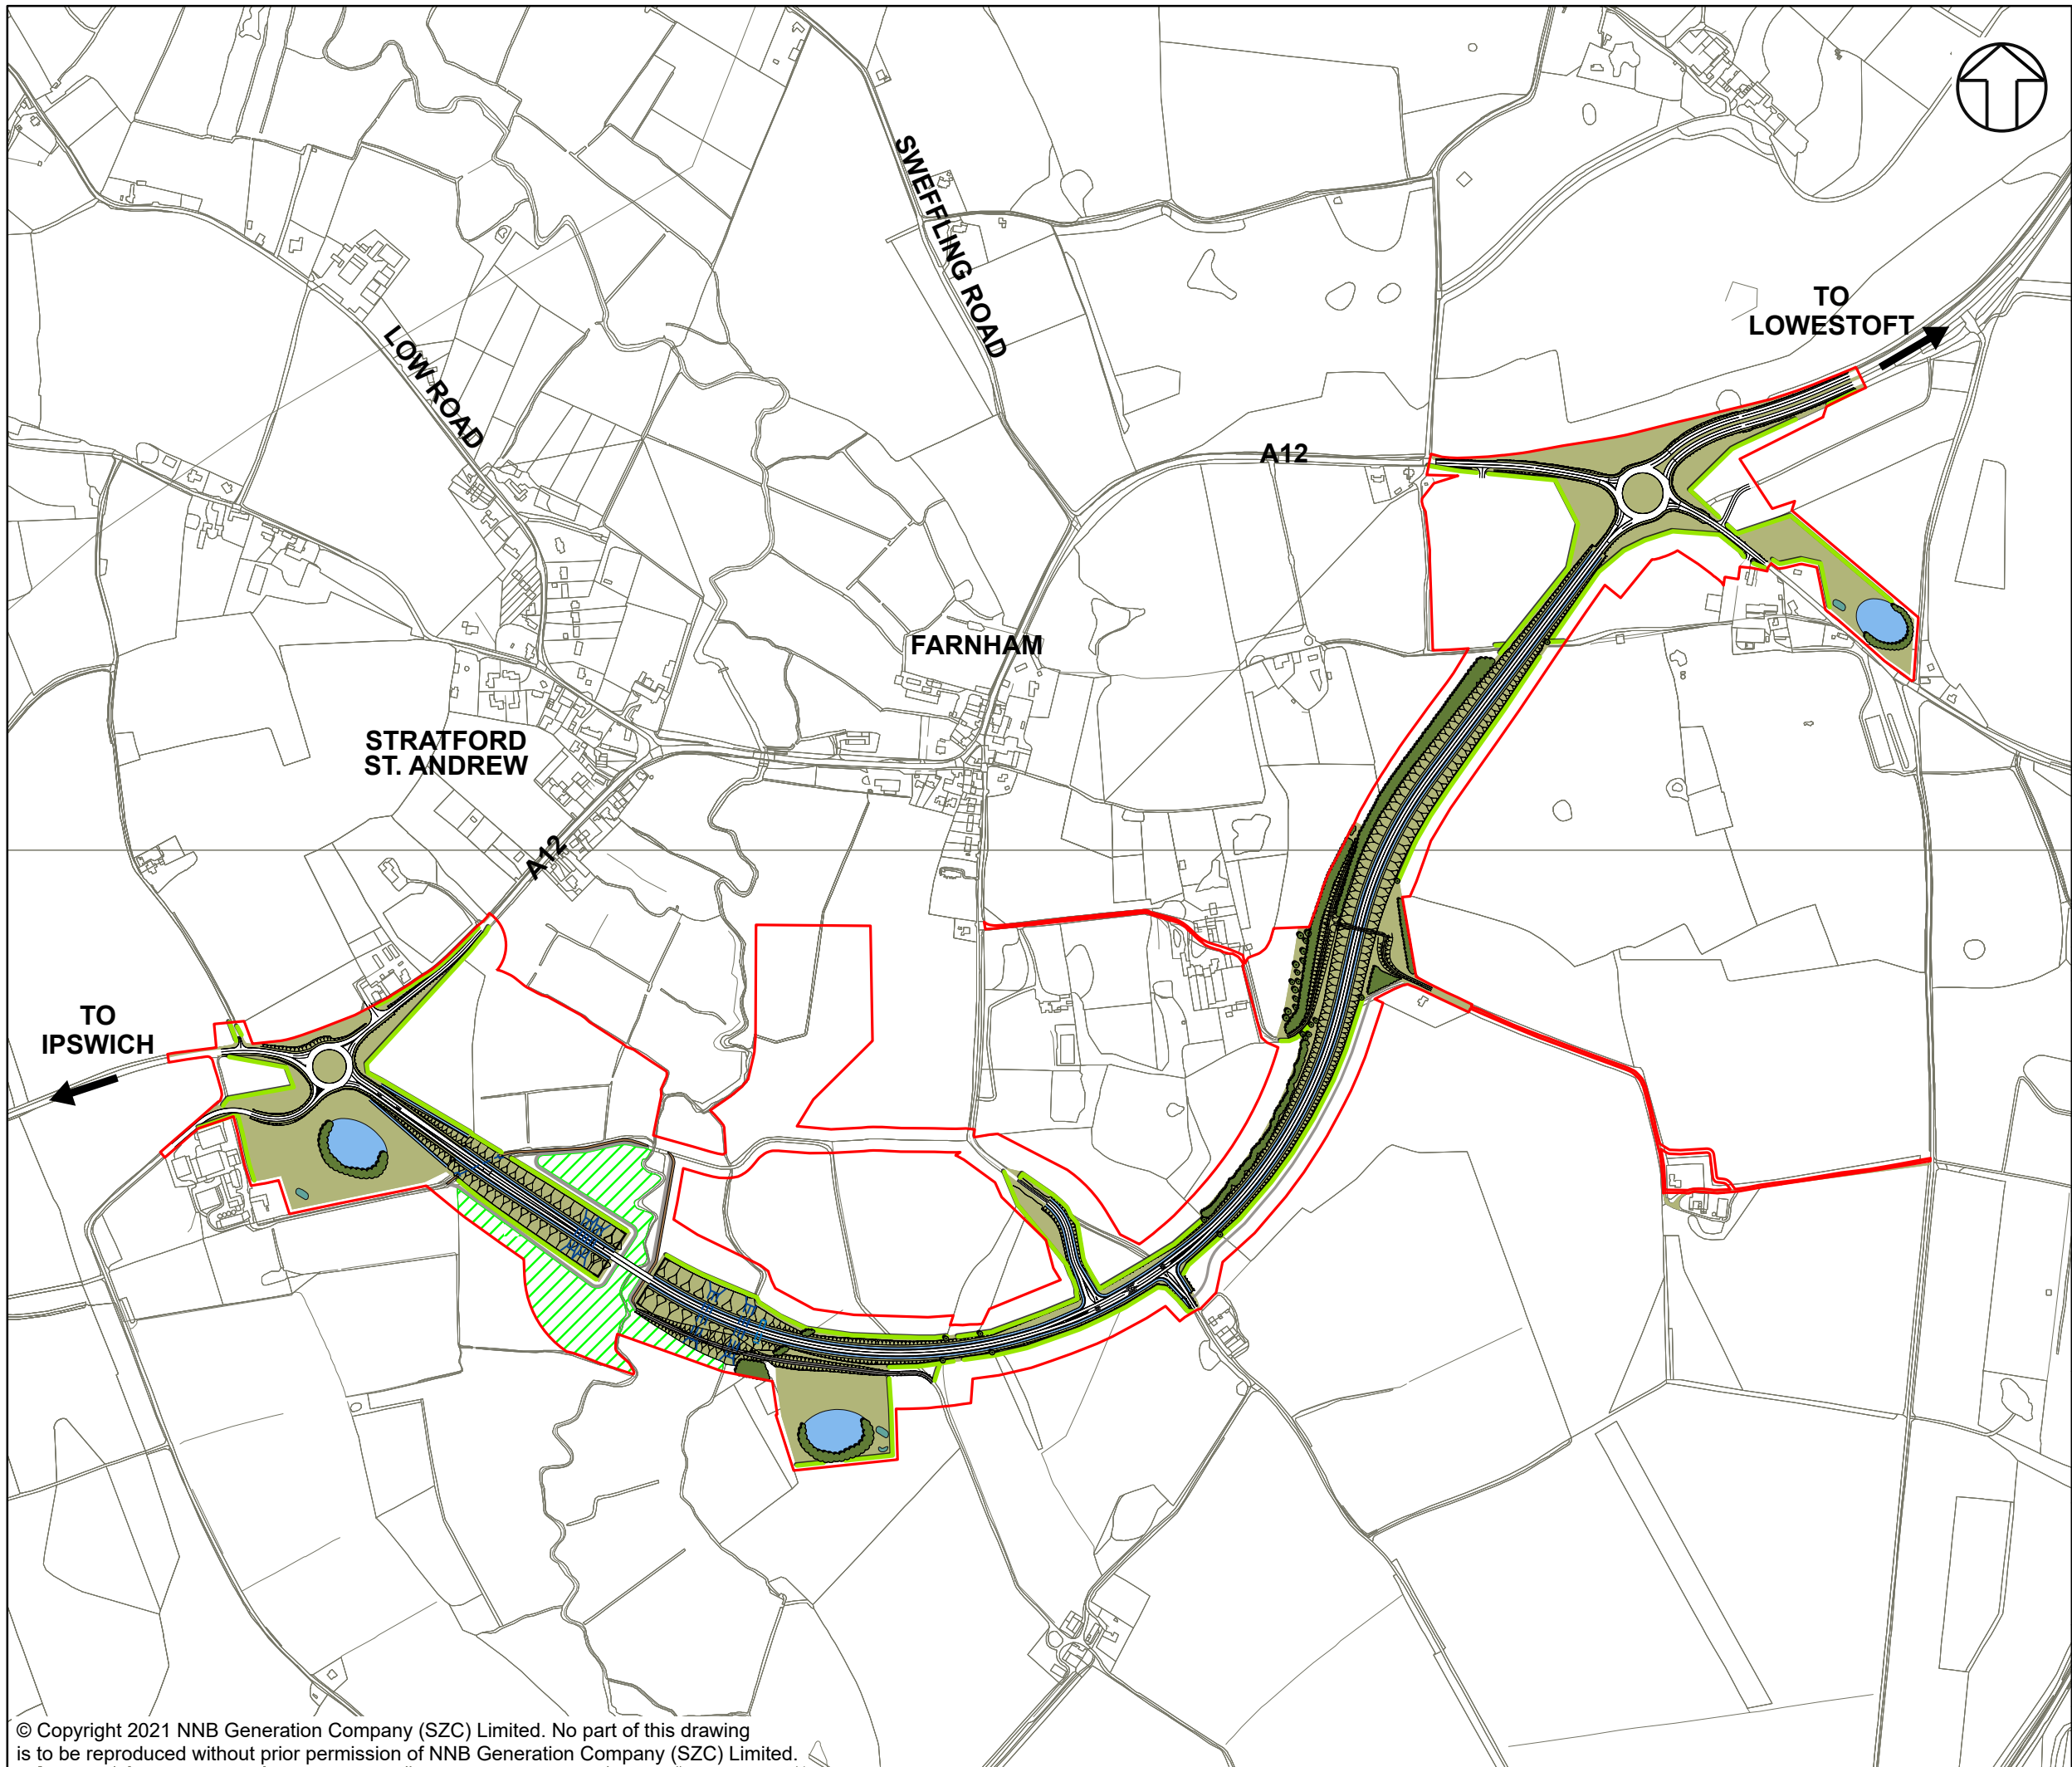 SWEFFLING ROAD
TO
LOWESTOFT
LOW ROAD
A12
FARNHAM
STRATFORD
ST. ANDREW
A12
TO
IPSWICH
© Copyright 2021 NNB Generation Company (SZC) Limited. No part of this drawing
is to be reproduced without prior permission of NNB Generation Company (SZC) Limited.